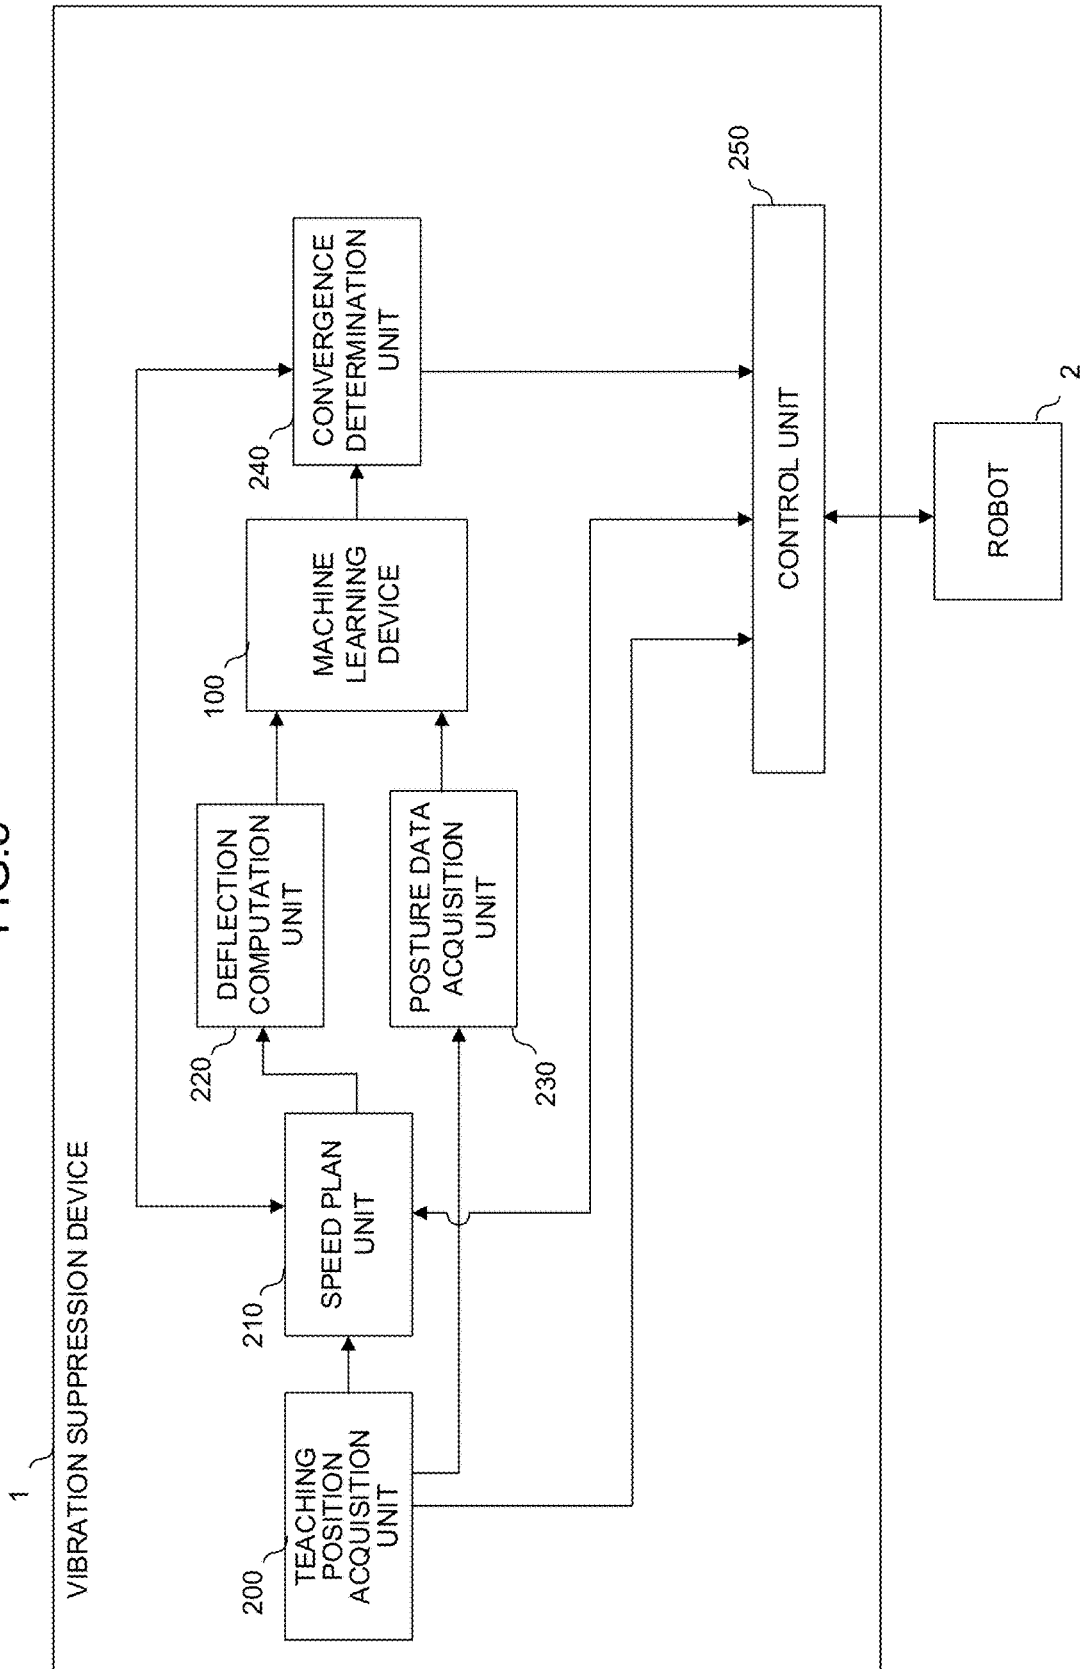 1
VIBRATION SUPPRESSION DEVICE
200
TEACHING
POSITION
ACQUISITION
UNIT
210
SPEED PLAN
UNIT
220
DEFLECTION
COMPUTATION
UNIT
230
POSTURE DATA
ACQUISITION
UNIT
100
MACHINE
LEARNING
DEVICE
240
CONVERGENCE
DETERMINATION
UNIT
250
CONTROL UNIT
2
ROBOT